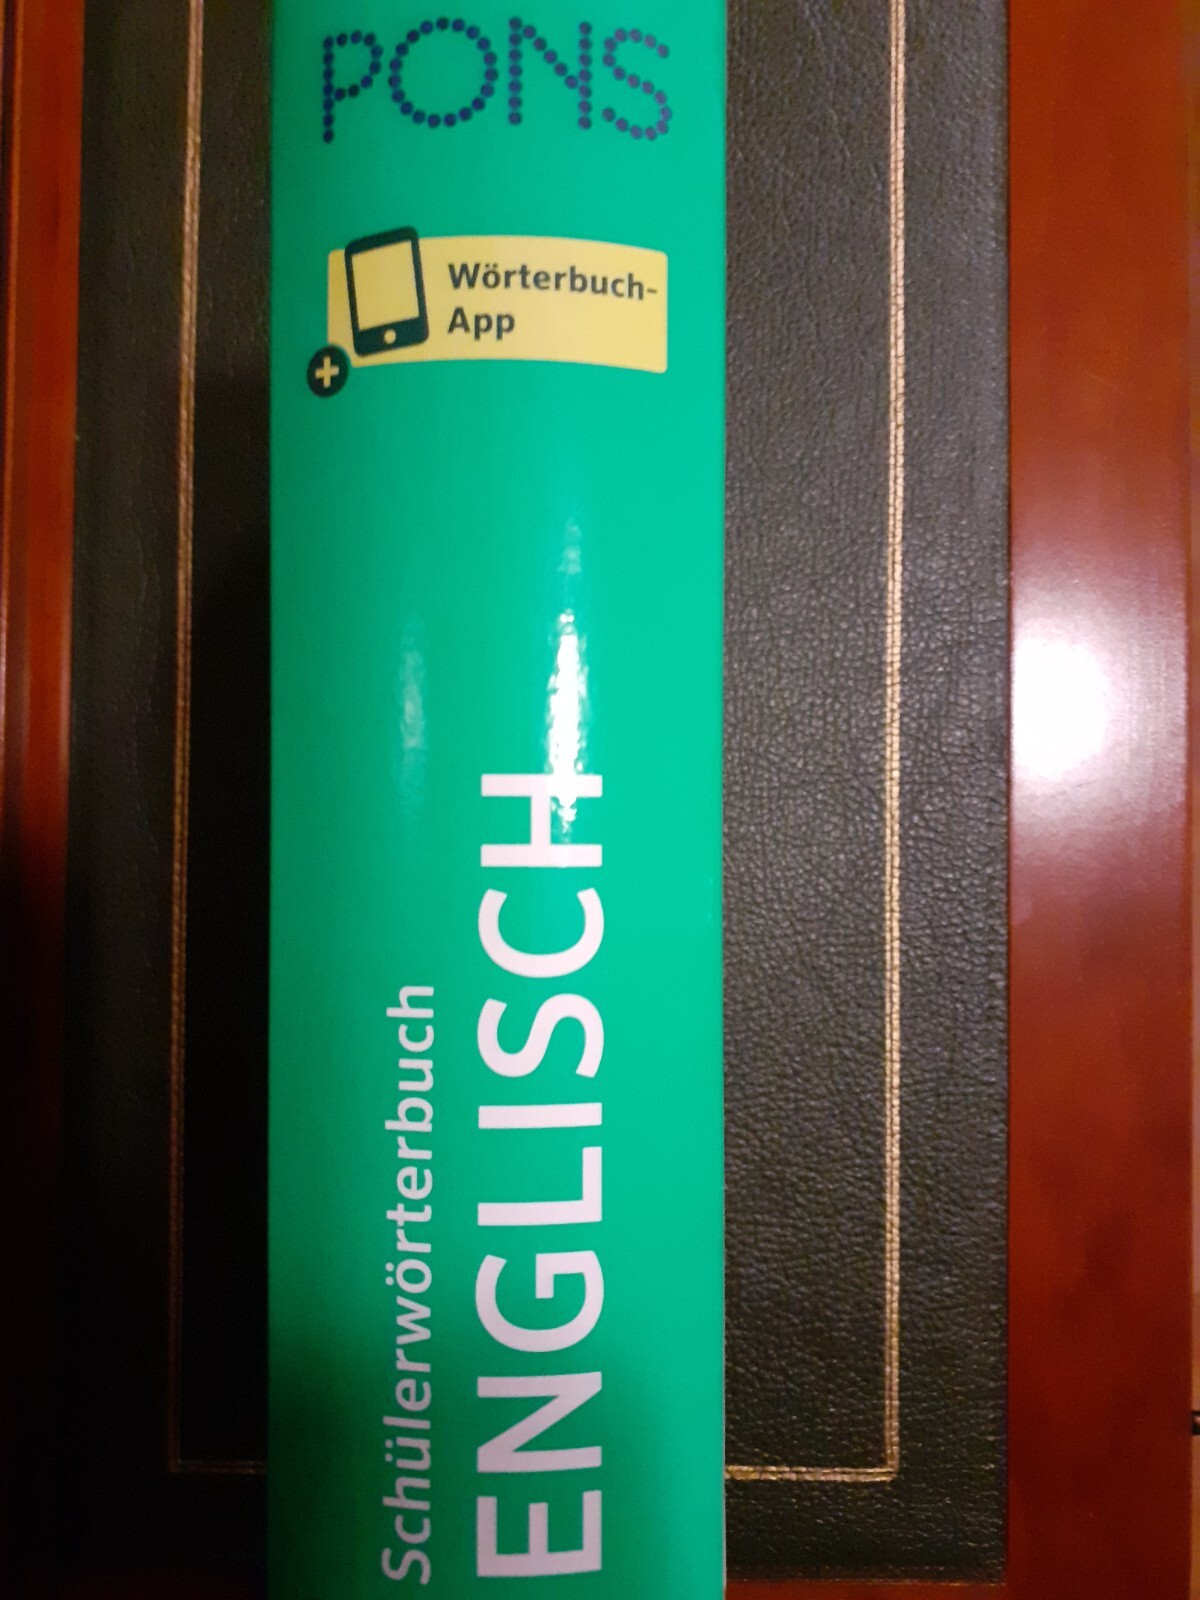 PONS
Wörterbuch-
App
Schülerwörterbuch
ENGLISCH